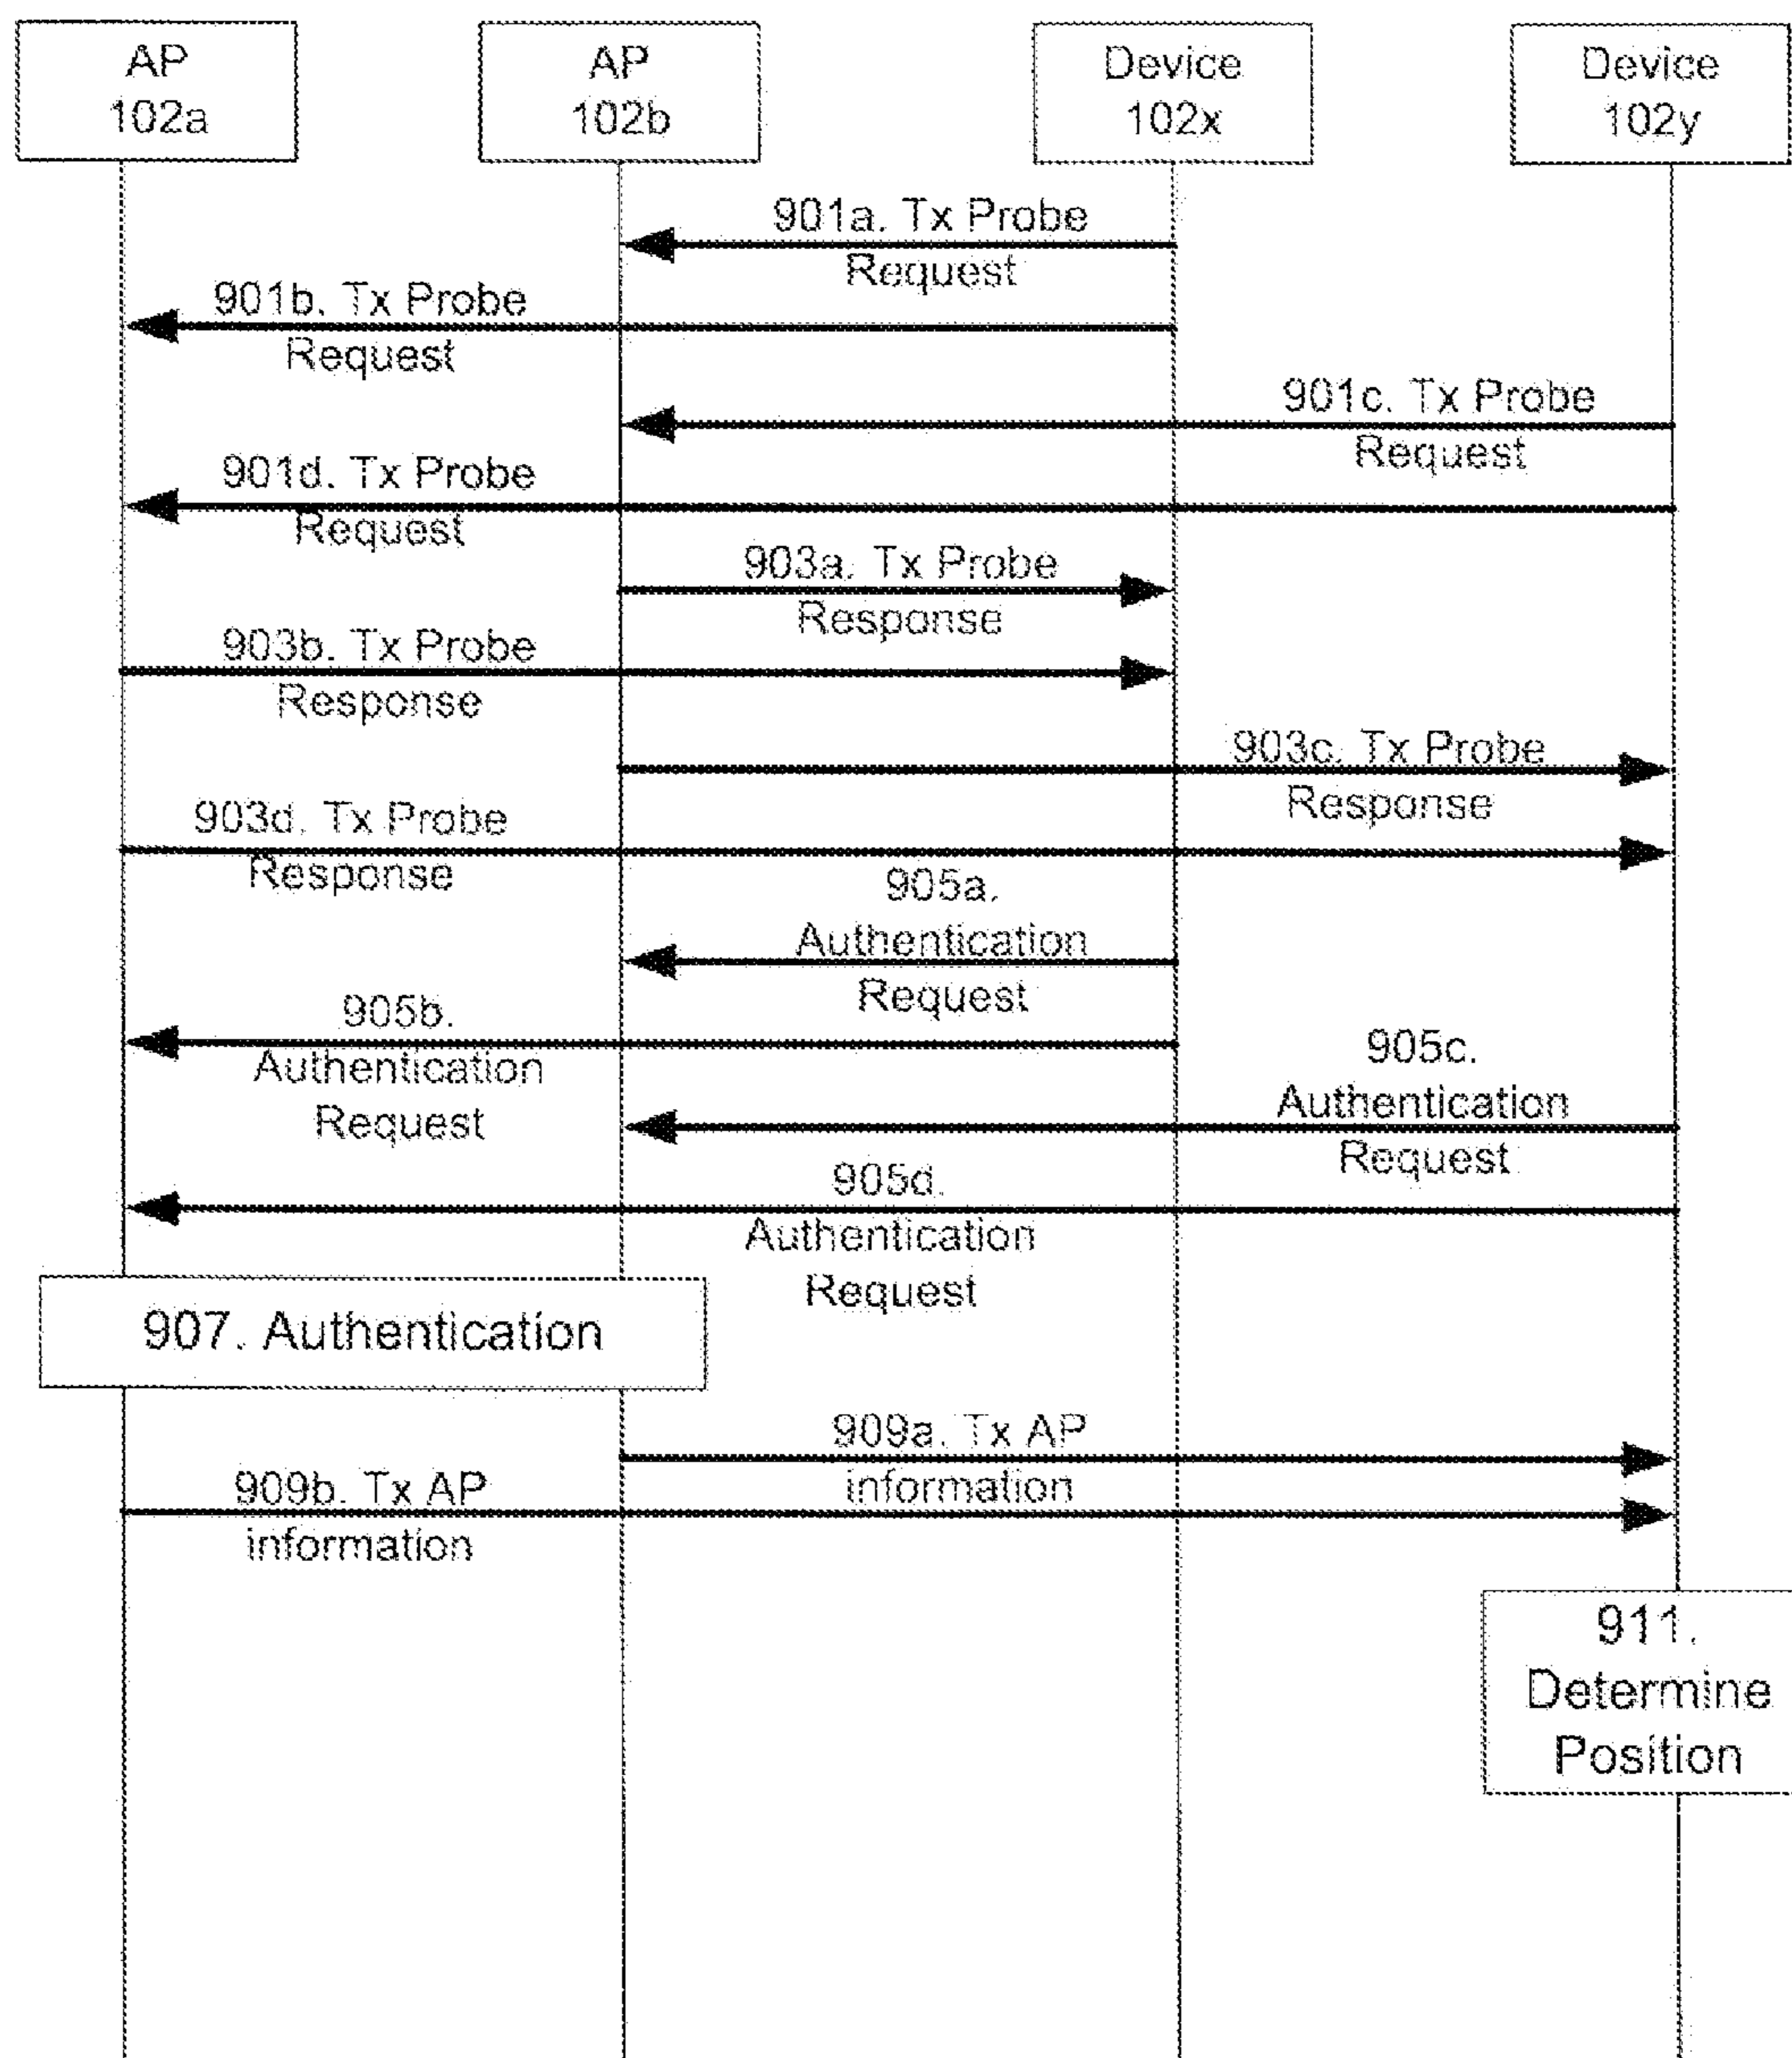 AP
102a
AP
102b
Device
102x
Device
102y
901a. Tx Probe
Request
901b. Tx Probe
Request
901c. Tx Probe
Request
901d. Tx Probe
Request
903a. Tx Probe
Response
903b. Tx Probe
Response
903c. Tx Probe
Response
903d. Tx Probe
Response
905a.
Authentication
Request
905b.
Authentication
Request
905c.
Authentication
Request
905d.
Authentication
Request
907. Authentication
909a. Tx AP
information
909b. Tx AP
information
911.
Determine
Position